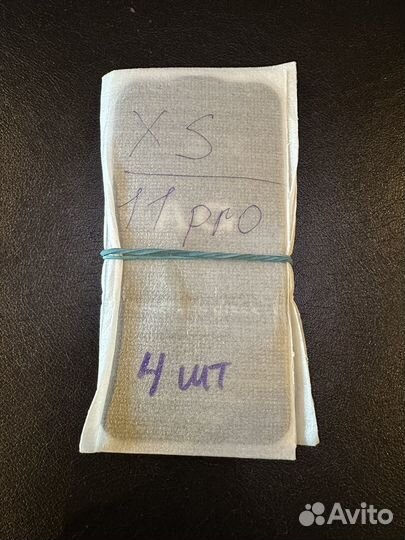 XS
11 pro
4 шт
Avito